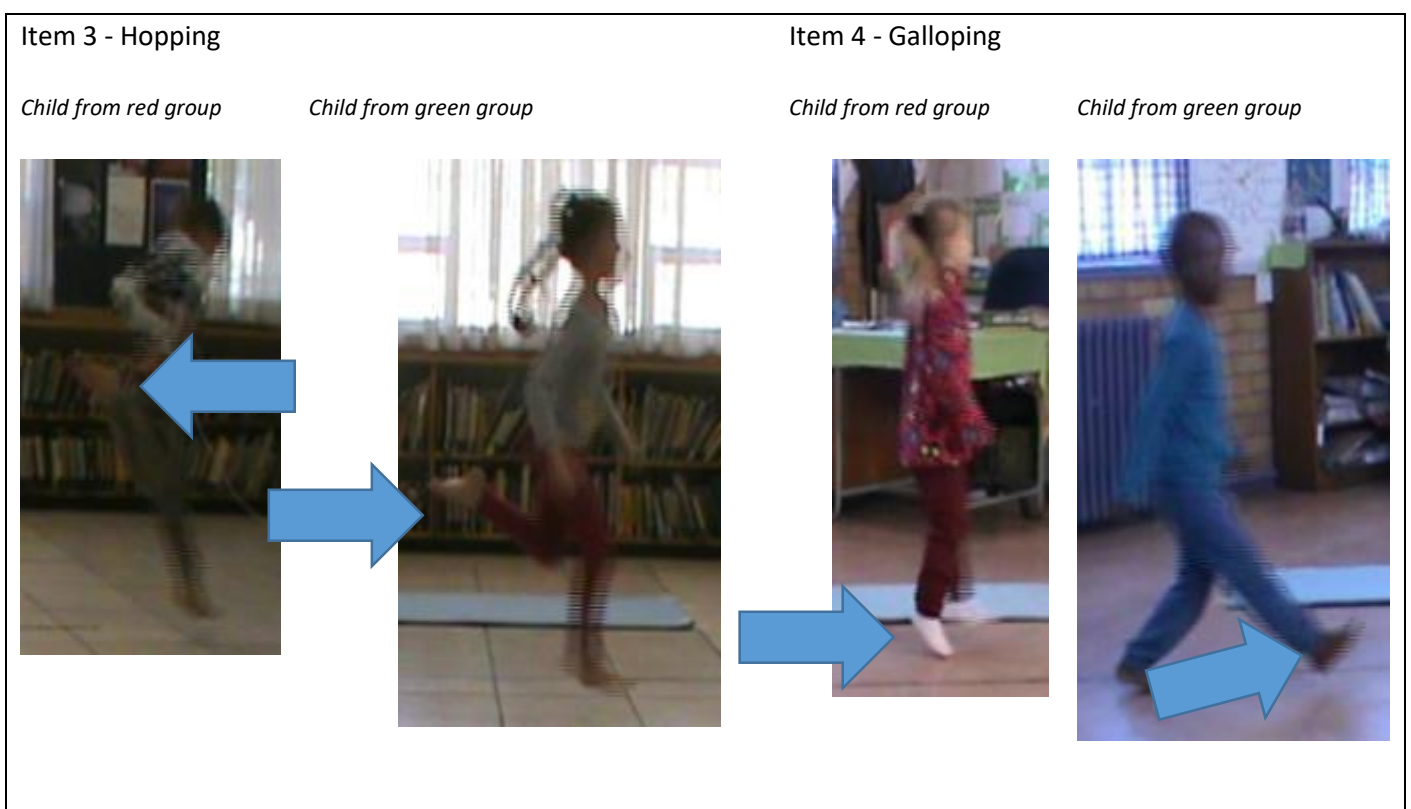 Item 3 - Hopping
Item 4 - Galloping
Child from red group
Child from green group
Child from red group
Child from green group